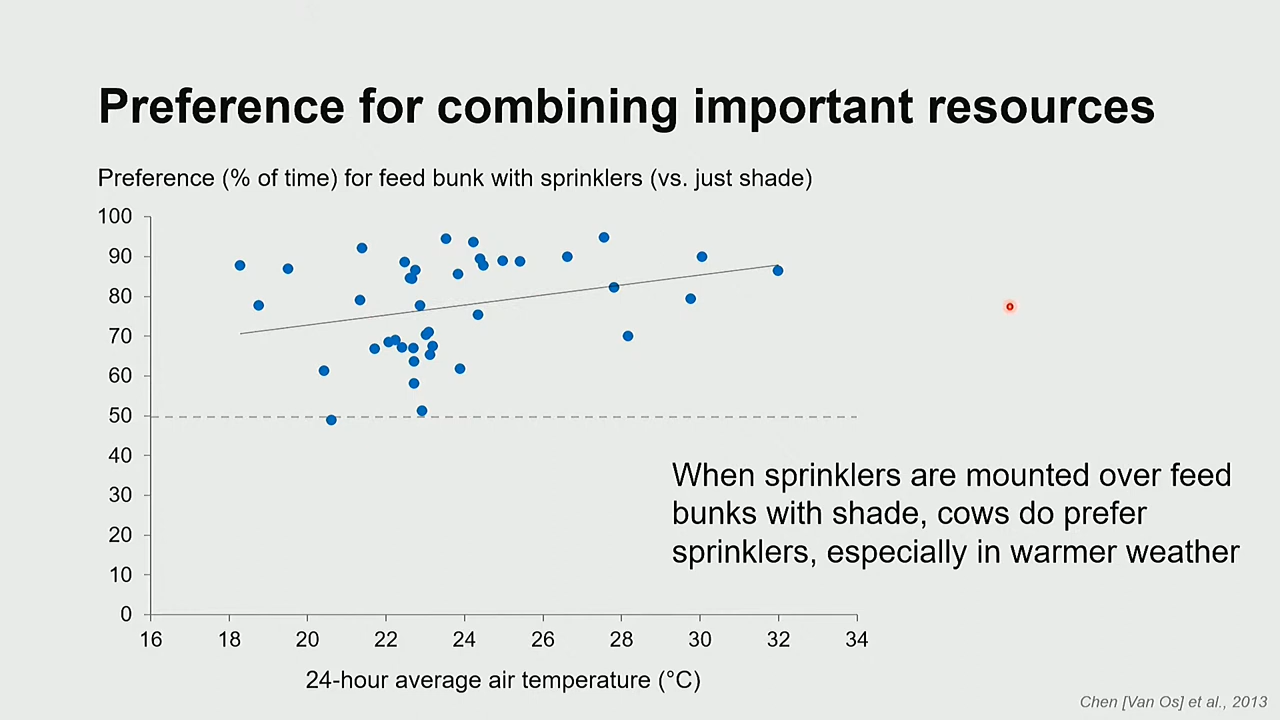 Preference for combining important resources
Preference (% of time) for feed bunk with sprinklers (vs. just shade)
100
90
80
70
60
50
40
30
20
10
0
16 18 20 22 24 26 28 30 32 34
24-hour average air temperature (°C)
When sprinklers are mounted over feed
bunks with shade, cows do prefer
sprinklers, especially in warmer weather
Chen [Van Os] et al., 2013